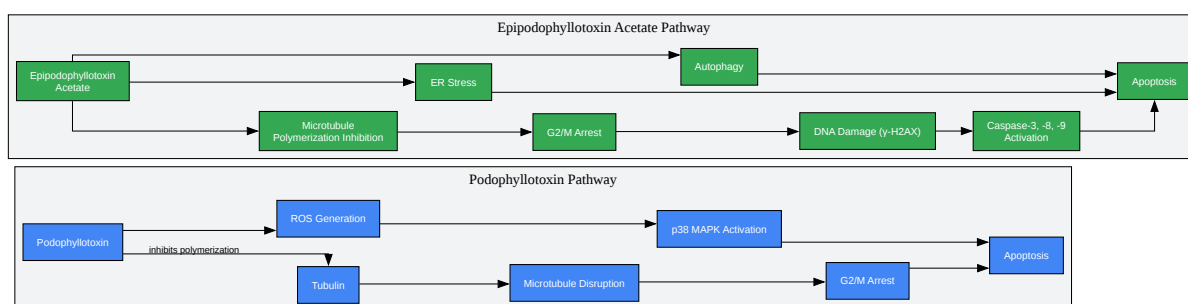 Epipodophyllotoxin Acetate Pathway
Epipodophyllotoxin
Acetate
ER Stress
Autophagy
Apoptosis
Microtubule
Polymerization Inhibition
G2/M Arrest
DNA Damage (γ-H2AX)
Caspase-3, -8, -9
Activation
Podophyllotoxin Pathway
Podophyllotoxin
ROS Generation
p38 MAPK Activation
inhibits polymerization
Tubulin
Microtubule Disruption
G2/M Arrest
Apoptosis